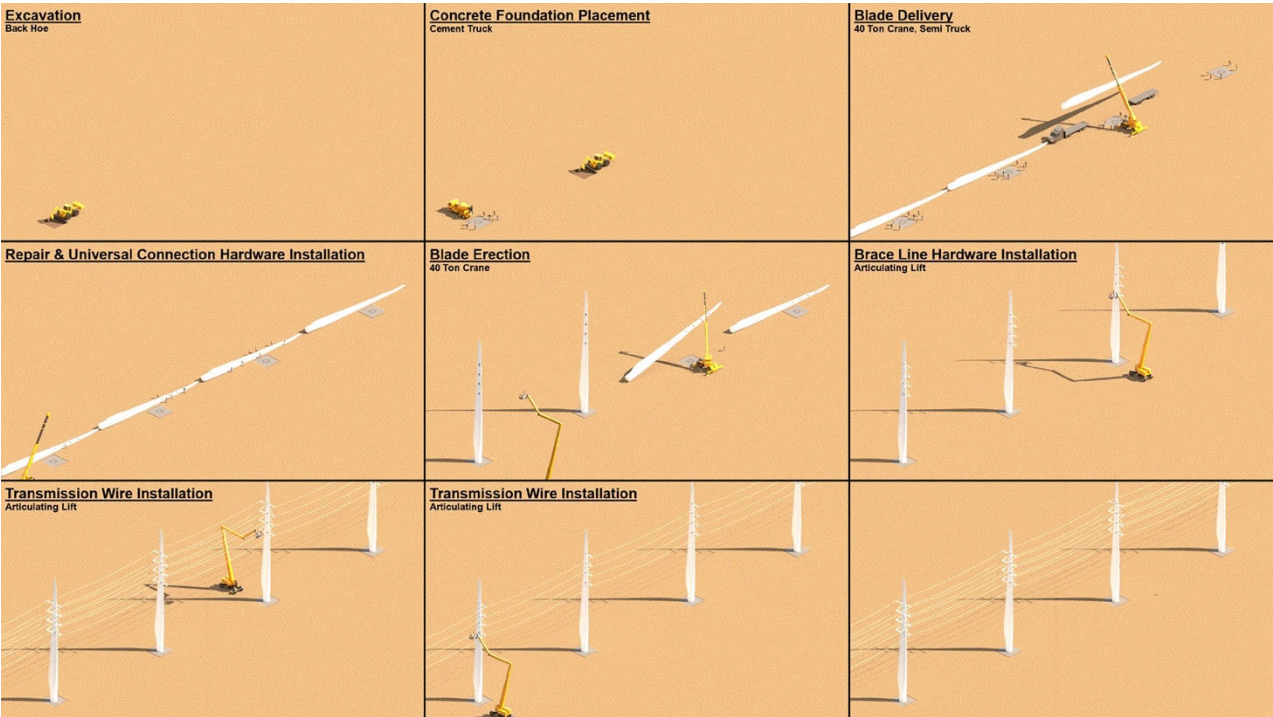 Excavation
Back Hoe
Concrete Foundation Placement
Cement Truck
Blade Delivery
40 Ton Crane, Semi Truck
Repair & Universal Connection Hardware Installation
Blade Erection
40 Ton Crane
Brace Line Hardware Installation
Articulating Lift
Transmission Wire Installation
Articulating Lift
Transmission Wire Installation
Articulating Lift